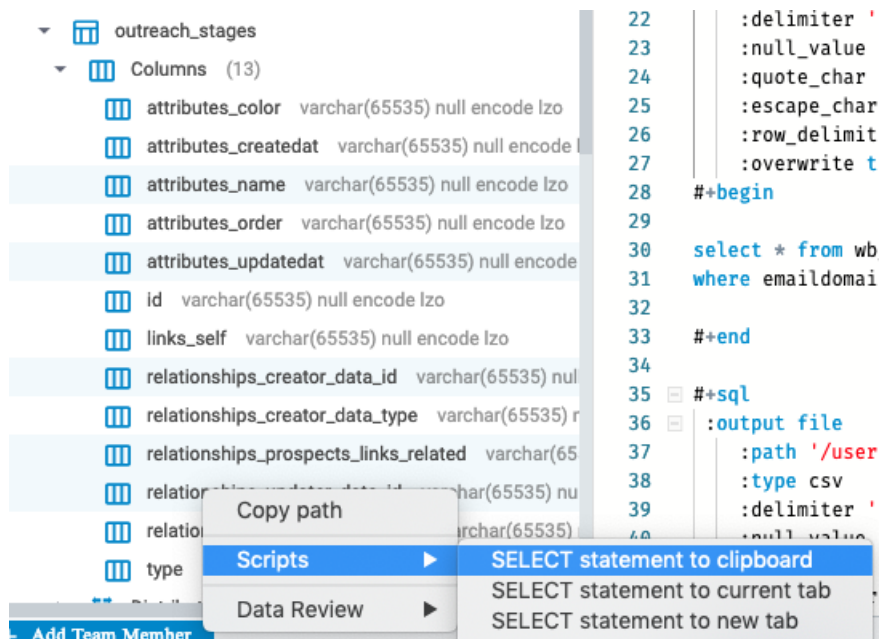 outreach_stages
Columns (13)
attributes_color varchar(65535) null encode lzo
attributes_createdat varchar(65535) null encode
attributes_name varchar(65535) null encode lzo
attributes_order varchar(65535) null encode lzo
attributes_updatedat varchar(65535) null encode
id varchar(65535) null encode lzo
links_self varchar(65535) null encode lzo
relationships_creator_data_id varchar(65535) nul
relationships_creator_data_type varchar(65535)
relationships_prospects_links_related varchar(65
(65535) nu
relatio rchar(65535)
type
Copy path
Scripts
Data Review
SELECT statement to clipboard
SELECT statement to current tab
SELECT statement to new tab
Add Team Member
22 :delimiter '
23 :null_value
24 :quote_char
25 :escape_char
26 :row_delimit
27 :overwrite t
28 #+begin
29
30 select * from wb
31 where emaildomai
32
33 #+end
34
35 #+sql
36 :output file
37 :path '/user
38 :type csv
39 :delimiter '